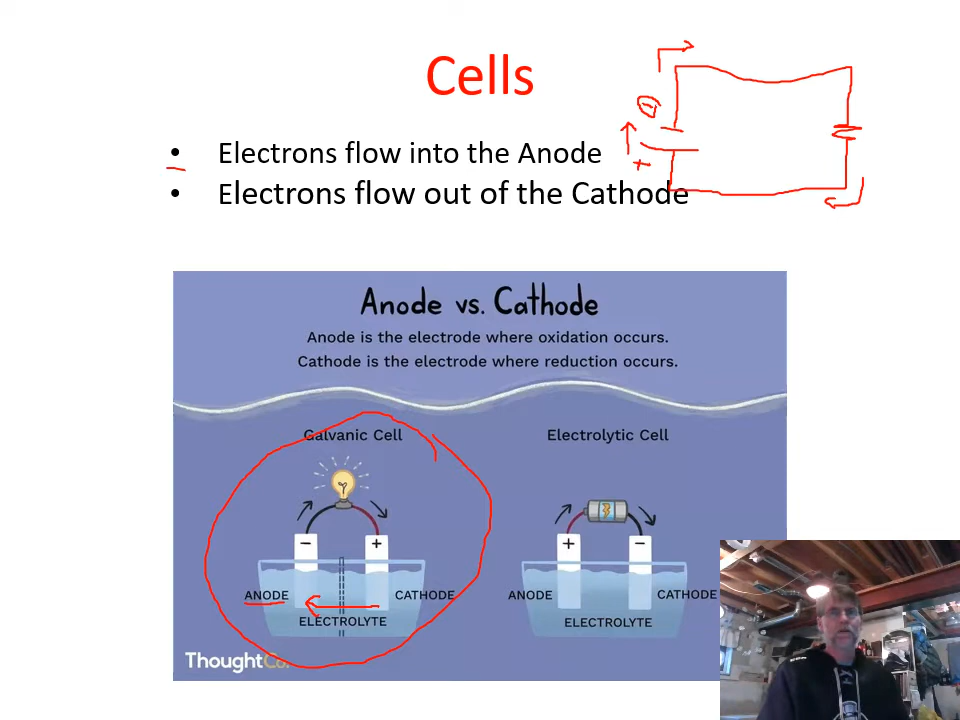 Cells
• Electrons flow into the Anode
• Electrons flow out of the Cathode
+
Anode vs. Cathode
Anode is the electrode where oxidation occurs.
Cathode is the electrode where reduction occurs.
Galvanic Cell
Electrolytic Cell
− +
+ −
ANODE CATHODE
ELECTROLYTE
ANODE CATHODE
ELECTROLYTE
ThoughtCo.